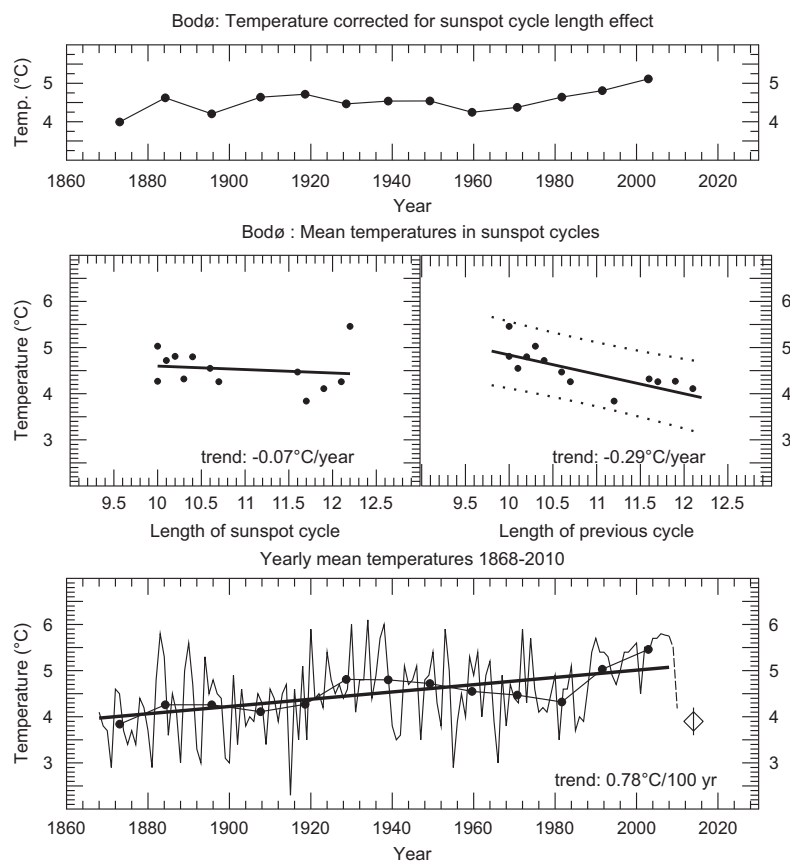 Bodø: Temperature corrected for sunspot cycle length effect
Temp. (°C)
5 5
4 4
1860 1880 1900 1920 1940 1960 1980 2000 2020
Year
Bodø : Mean temperatures in sunspot cycles
Temperature (°C)
6 6
5 5
4 4
3 3
trend: -0.07°C/year trend: -0.29°C/year
9.5 10 10.5 11 11.5 12 12.5 9.5 10 10.5 11 11.5 12 12.5
Length of sunspot cycle Length of previous cycle
Yearly mean temperatures 1868-2010
Temperature (°C)
6 6
5 5
4 4
3 3
trend: 0.78°C/100 yr
1860 1880 1900 1920 1940 1960 1980 2000 2020
Year